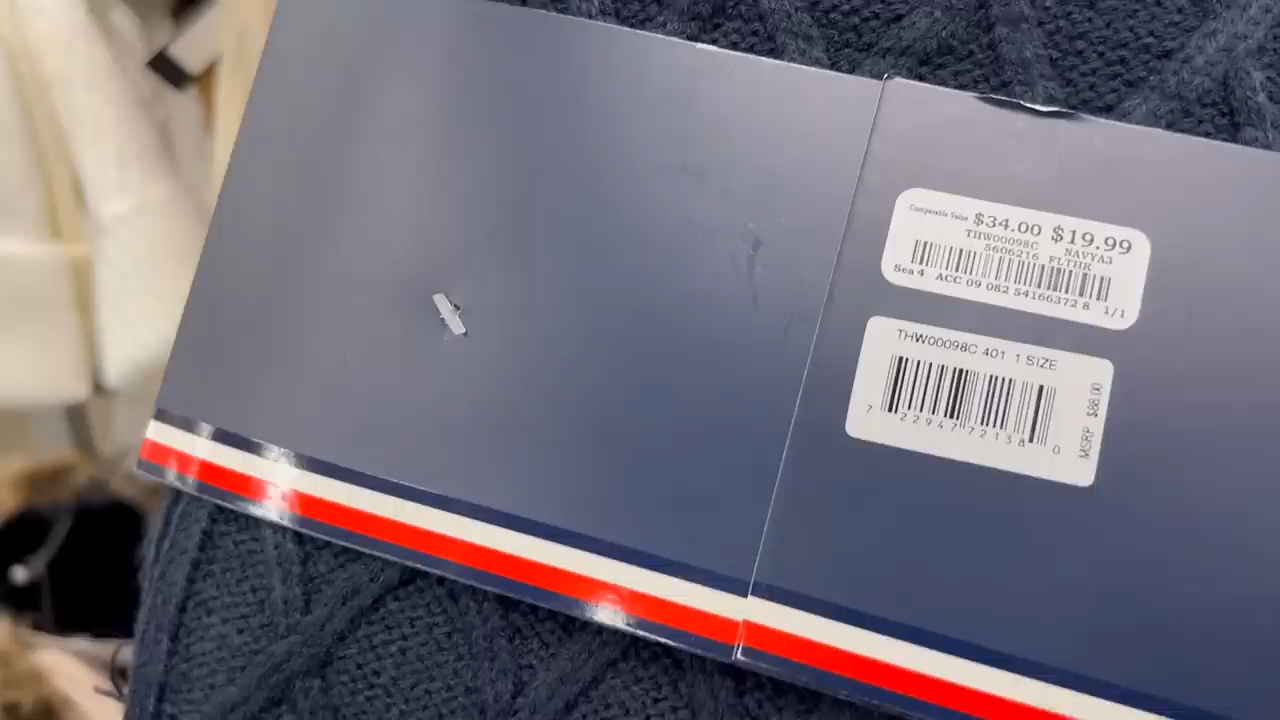 Comparable Value $34.00 $19.99
THW00098C NAVYA3
5606216 FLTHK
Sea 4 ACC 09 082 54166372 8 1/1
THW00098C 401 1 SIZE
7 22947 72138 0
MSRP $88.00